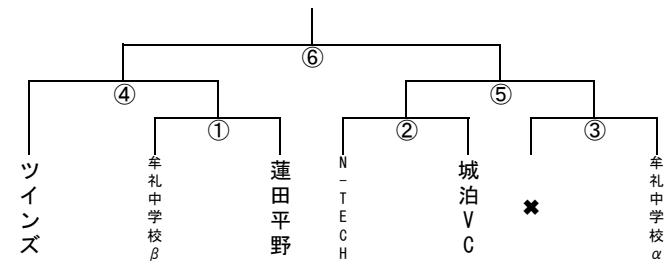 ⑥
④
⑤
①
②
③
ツインズ
牟礼中学校β
蓮田平野
N-TECH
城泊VC
✖
牟礼中学校α